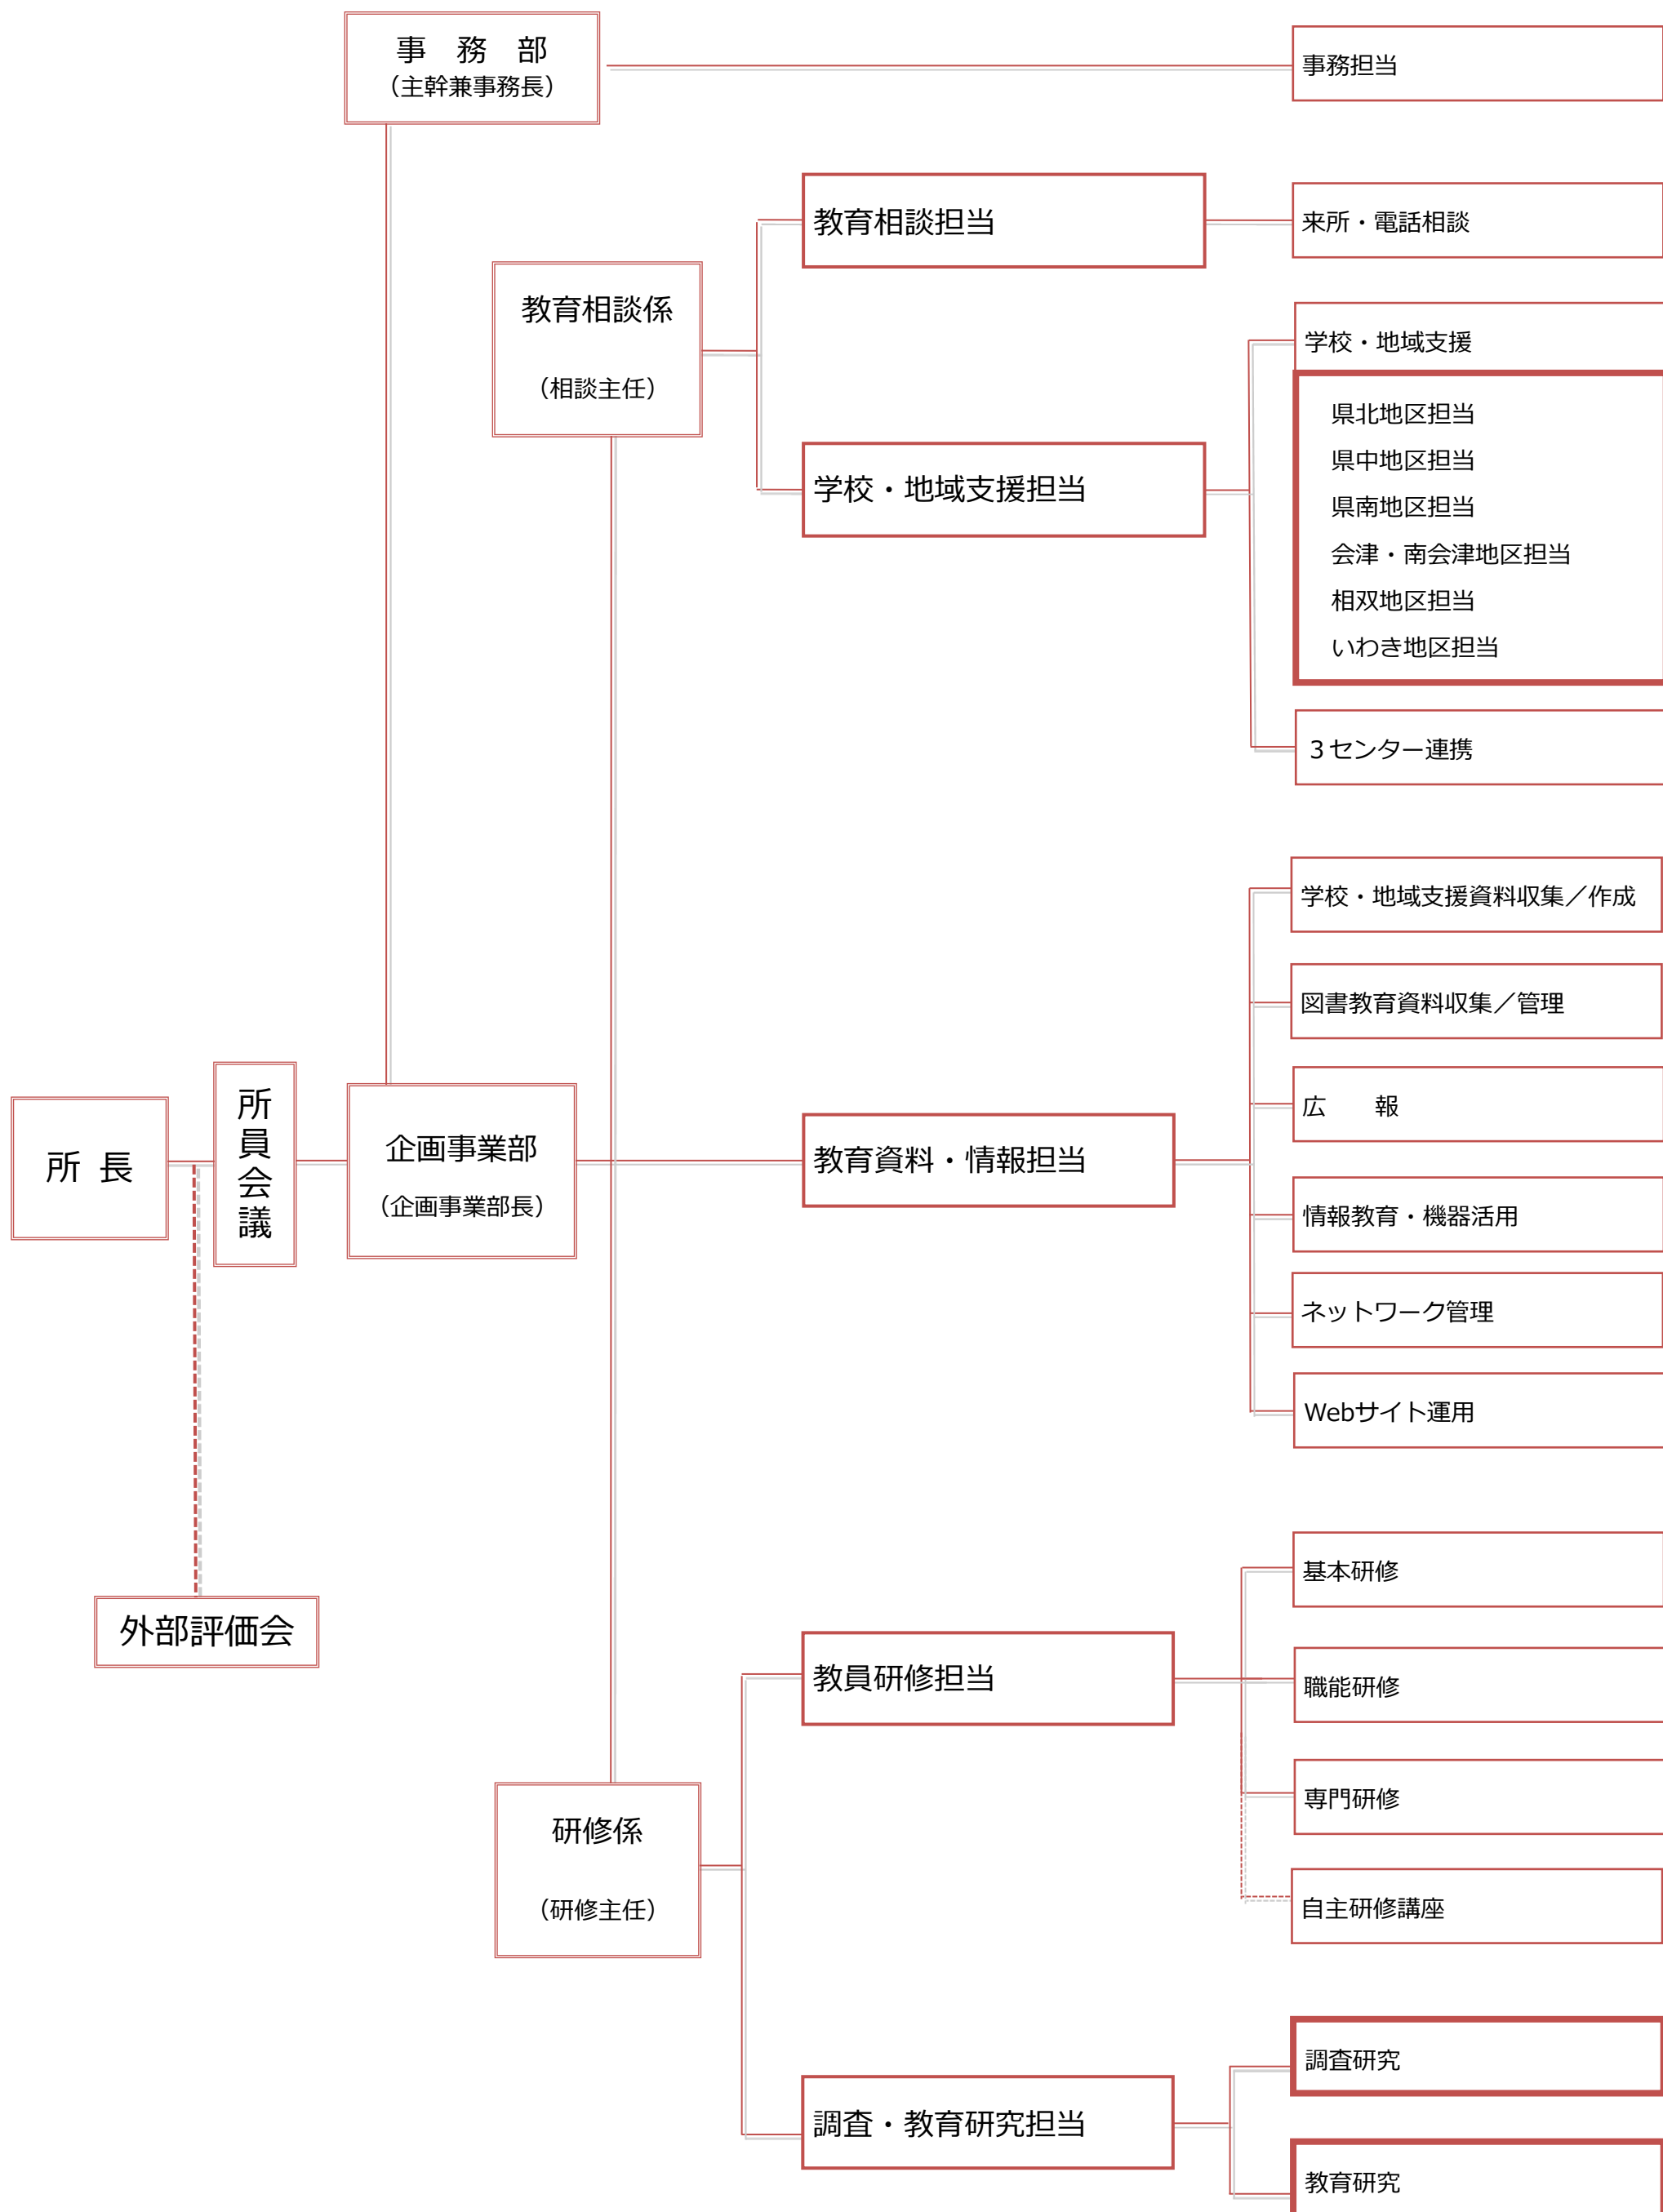 事　務　部
（主幹兼事務長）
事務担当
教育相談係
（相談主任）
教育相談担当
来所・電話相談
学校・地域支援担当
学校・地域支援
県北地区担当
県中地区担当
県南地区担当
会津・南会津地区担当
相双地区担当
いわき地区担当
３センター連携
所 長
所員会議
企画事業部
（企画事業部長）
教育資料・情報担当
学校・地域支援資料収集／作成
図書教育資料収集／管理
広　　報
情報教育・機器活用
ネットワーク管理
Webサイト運用
外部評価会
研修係
（研修主任）
教員研修担当
基本研修
職能研修
専門研修
自主研修講座
調査・教育研究担当
調査研究
教育研究